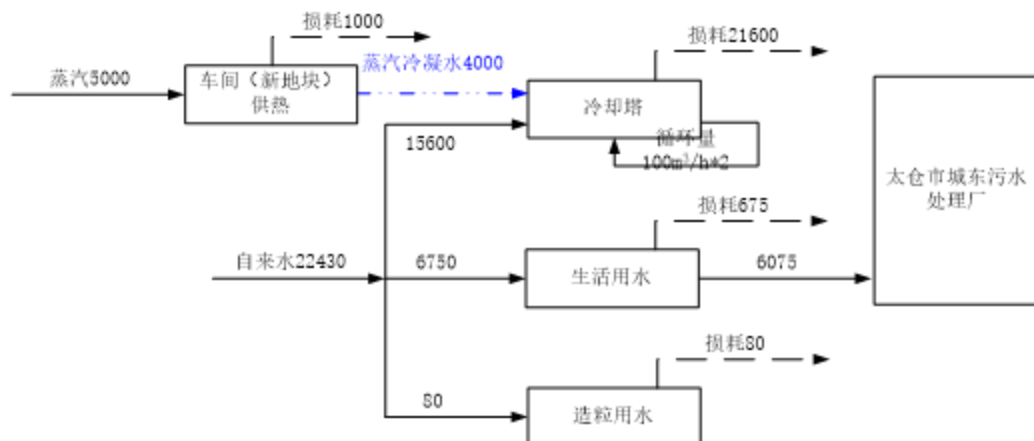 损耗1000
损耗21600
蒸汽5000
车间（新地块）
供热
蒸汽冷凝水4000
冷却塔
15600
循环量
100m³/h*2
太仓市城东污水
处理厂
损耗675
自来水22430
6750
生活用水
6075
损耗80
80
造粒用水